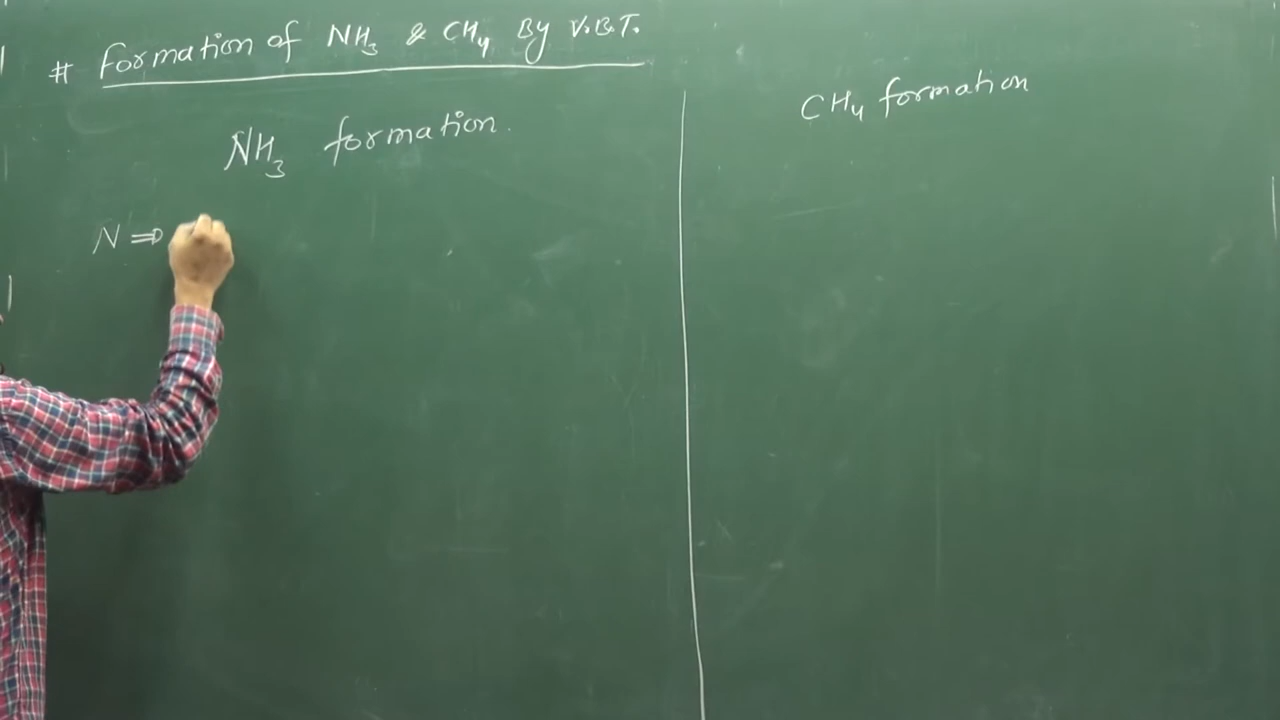 # Formation of NH₃ & CH₄ By V.B.T.
NH₃ formation.
N ⇒
CH₄ formation